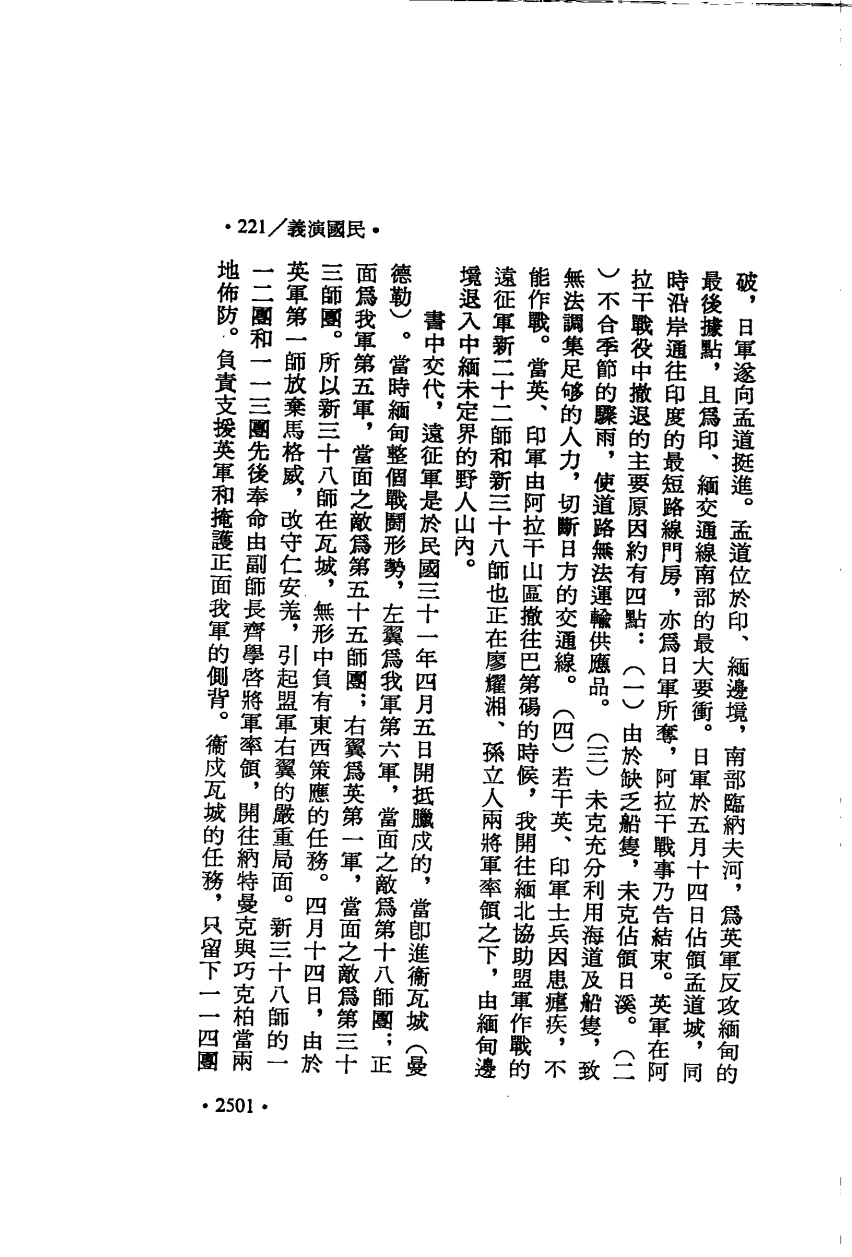 •221／義演國民•
破，日軍遂向孟道挺進。孟道位於印、緬邊境，南部臨納夫河，爲英軍反攻緬甸的
最後據點，且爲印、緬交通線南部的最大要衝。日軍於五月十四日佔領孟道城，同
時沿岸通往印度的最短路線門房，亦爲日軍所奪，阿拉干戰事乃告結束。英軍在阿
拉干戰役中撤退的主要原因約有四點：（一）由於缺乏船隻，未克佔領日溪。（二
）不合季節的驟雨，使道路無法運輸供應品。（三）未克充分利用海道及船隻，致
無法調集足够的人力，切斷日方的交通線。（四）若干英、印軍士兵因患瘧疾，不
能作戰。當英、印軍由阿拉干山區撤往巴第碭的時候，我開往緬北協助盟軍作戰的
遠征軍新二十二師和新三十八師也正在廖耀湘、孫立人兩將軍率領之下，由緬甸邊
境退入中緬未定界的野人山內。
書中交代，遠征軍是於民國三十一年四月五日開抵臘戍的，當卽進衞瓦城（曼
德勒）。當時緬甸整個戰鬪形勢，左翼爲我軍第六軍，當面之敵爲第十八師團；正
面爲我軍第五軍，當面之敵爲第五十五師團；右翼爲英第一軍，當面之敵爲第三十
三師團。所以新三十八師在瓦城，無形中負有東西策應的任務。四月十四日，由於
英軍第一師放棄馬格威，改守仁安羌，引起盟軍右翼的嚴重局面。新三十八師的一
一二團和一一三團先後奉命由副師長齊學啓將軍率領，開往納特曼克與巧克柏當兩
地佈防。負責支援英軍和掩護正面我軍的側背。衞戍瓦城的任務，只留下一一四團
•2501•